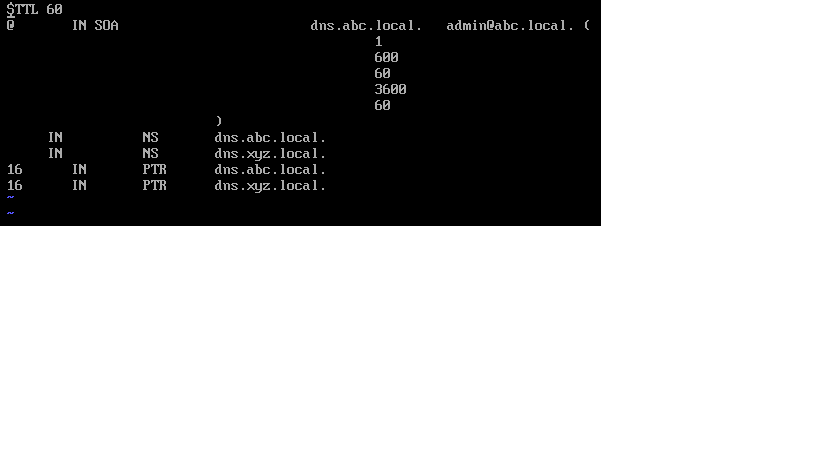 $TTL 60
@ IN SOA dns.abc.local. admin@abc.local. (
1
600
60
3600
60
)
IN NS dns.abc.local.
IN NS dns.xyz.local.
16 IN PTR dns.abc.local.
16 IN PTR dns.xyz.local.
~
~